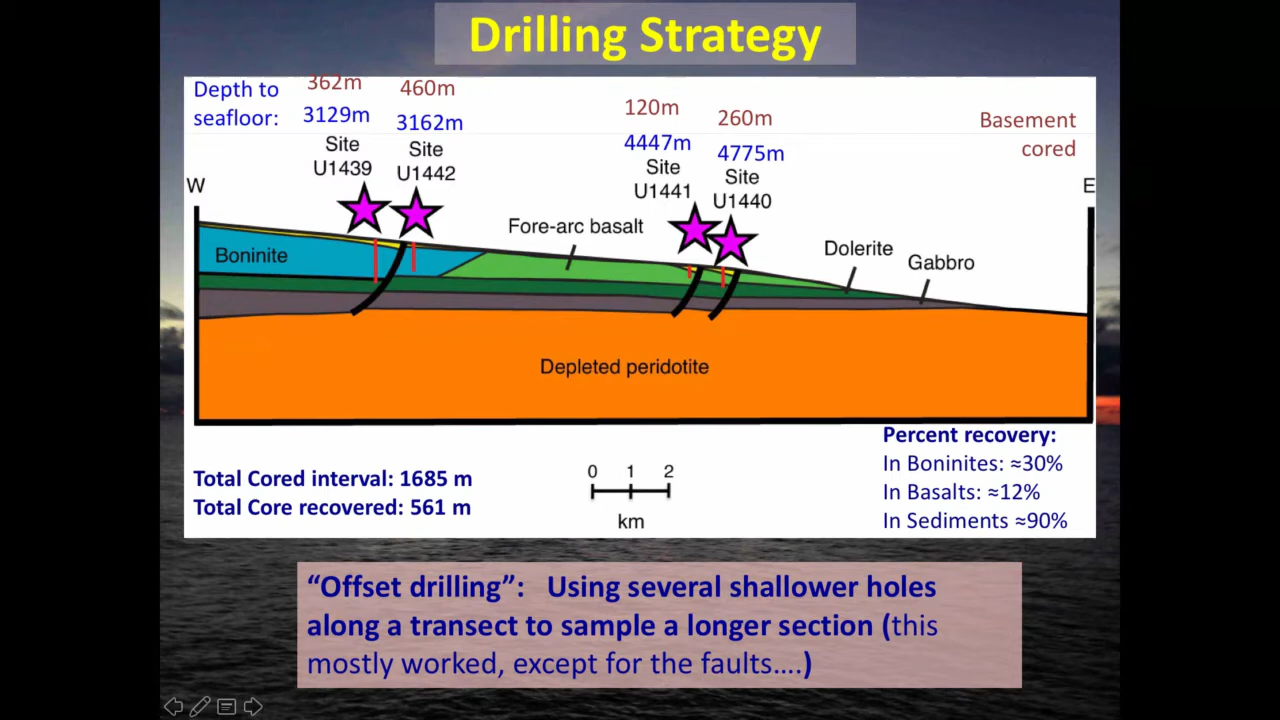 Drilling Strategy
Depth to
seafloor:
362m
3129m
Site
U1439
460m
3162m
Site
U1442
120m
4447m
Site
U1441
260m
4775m
Site
U1440
Basement
cored
W
E
Boninite
Fore-arc basalt
Dolerite
Gabbro
Depleted peridotite
Total Cored interval: 1685 m
Total Core recovered: 561 m
0 1 2
km
Percent recovery:
In Boninites: ≈30%
In Basalts: ≈12%
In Sediments ≈90%
“Offset drilling”: Using several shallower holes
along a transect to sample a longer section (this
mostly worked, except for the faults….)